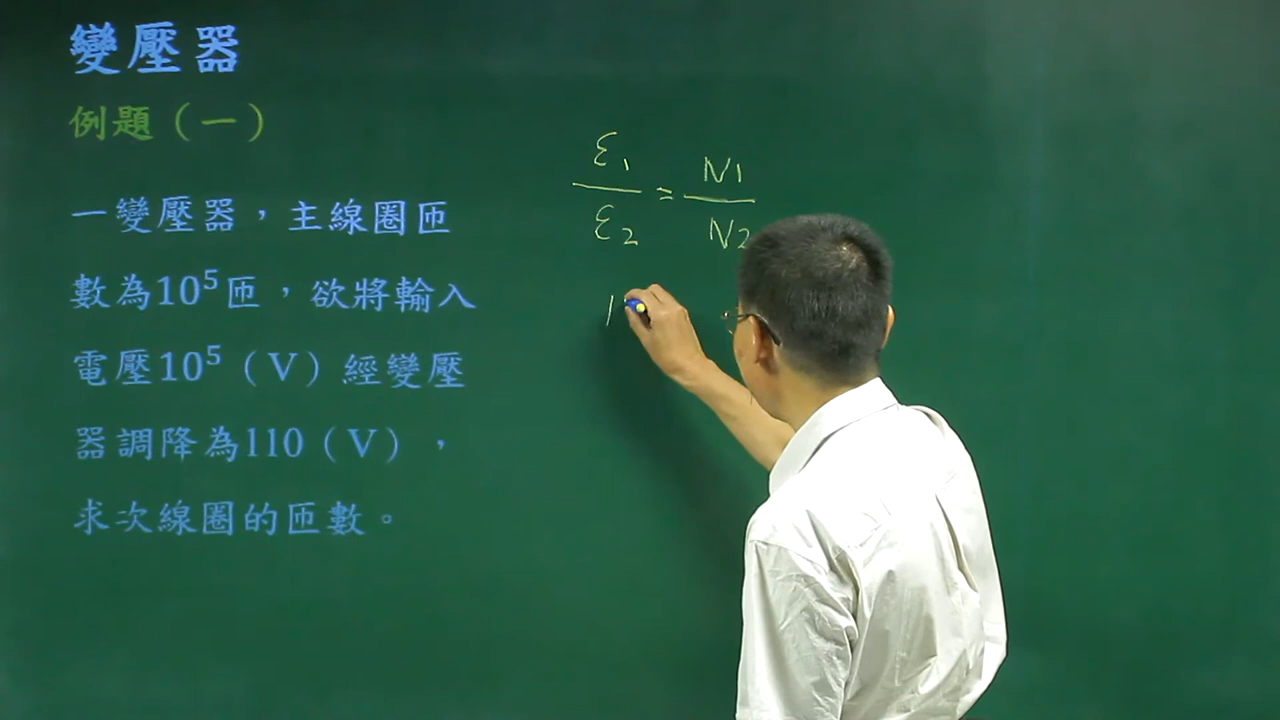 變壓器
例題（一）
一變壓器，主線圈匝
數為10⁵匝，欲將輸入
電壓10⁵（V）經變壓
器調降為110（V），
求次線圈的匝數。
ε₁/ε₂ = N₁/N₂
1